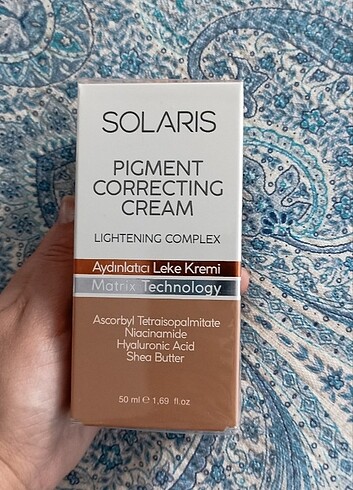 SOLARIS
PIGMENT
CORRECTING
CREAM
LIGHTENING COMPLEX
Aydınlatıcı Leke Kremi
Matrix Technology
Ascorbyl Tetraisopalmitate
Niacinamide
Hyaluronic Acid
Shea Butter
50 ml ℮ 1,69 fl.oz